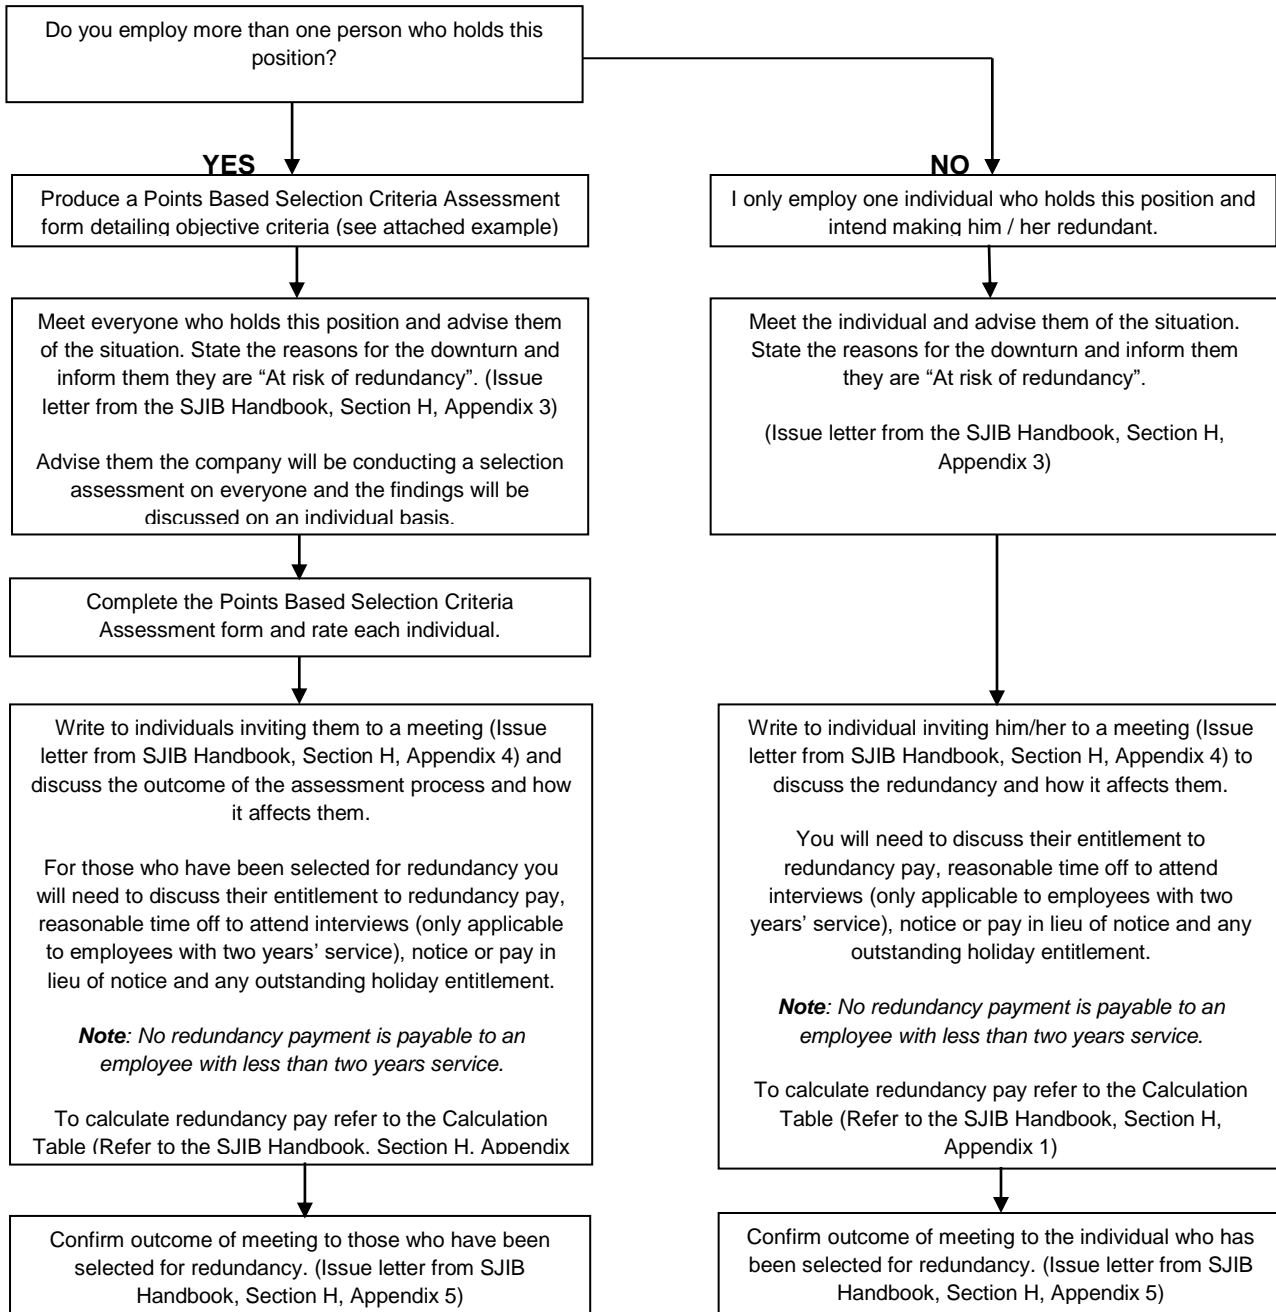 Do you employ more than one person who holds this
position?
YES
Produce a Points Based Selection Criteria Assessment
form detailing objective criteria (see attached example)
Meet everyone who holds this position and advise them
of the situation. State the reasons for the downturn and
inform them they are “At risk of redundancy”. (Issue
letter from the SJIB Handbook, Section H, Appendix 3)
Advise them the company will be conducting a selection
assessment on everyone and the findings will be
discussed on an individual basis.
Complete the Points Based Selection Criteria
Assessment form and rate each individual.
Write to individuals inviting them to a meeting (Issue
letter from SJIB Handbook, Section H, Appendix 4) and
discuss the outcome of the assessment process and how
it affects them.
For those who have been selected for redundancy you
will need to discuss their entitlement to redundancy pay,
reasonable time off to attend interviews (only applicable
to employees with two years’ service), notice or pay in
lieu of notice and any outstanding holiday entitlement.
Note: No redundancy payment is payable to an
employee with less than two years service.
To calculate redundancy pay refer to the Calculation
Table (Refer to the SJIB Handbook, Section H, Appendix
Confirm outcome of meeting to those who have been
selected for redundancy. (Issue letter from SJIB
Handbook, Section H, Appendix 5)
NO
I only employ one individual who holds this position and
intend making him / her redundant.
Meet the individual and advise them of the situation.
State the reasons for the downturn and inform them
they are “At risk of redundancy”.
(Issue letter from the SJIB Handbook, Section H,
Appendix 3)
Write to individual inviting him/her to a meeting (Issue
letter from SJIB Handbook, Section H, Appendix 4) to
discuss the redundancy and how it affects them.
You will need to discuss their entitlement to
redundancy pay, reasonable time off to attend
interviews (only applicable to employees with two
years’ service), notice or pay in lieu of notice and any
outstanding holiday entitlement.
Note: No redundancy payment is payable to an
employee with less than two years service.
To calculate redundancy pay refer to the Calculation
Table (Refer to the SJIB Handbook, Section H,
Appendix 1)
Confirm outcome of meeting to the individual who has
been selected for redundancy. (Issue letter from SJIB
Handbook, Section H, Appendix 5)